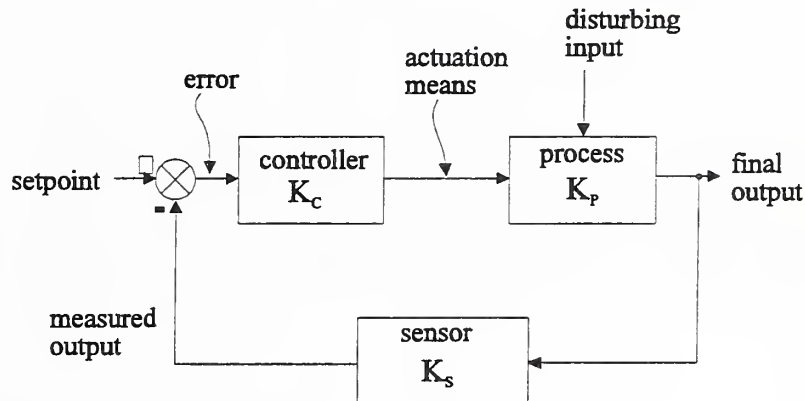 disturbing
input
actuation
means
error
controller
K_C
process
K_P
setpoint
final
output
-
measured
output
sensor
K_S